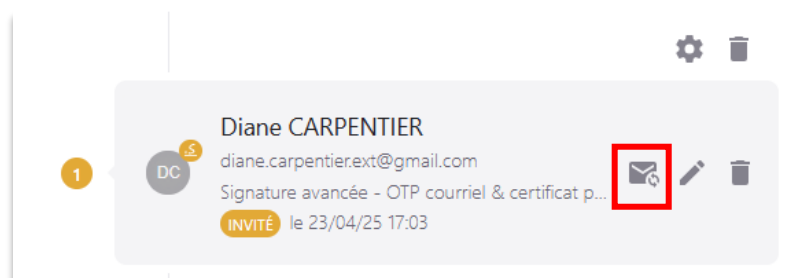 Diane CARPENTIER
1
DC
diane.carpentier.ext@gmail.com
Signature avancée - OTP courriel & certificat p...
INVITÉ le 23/04/25 17:03